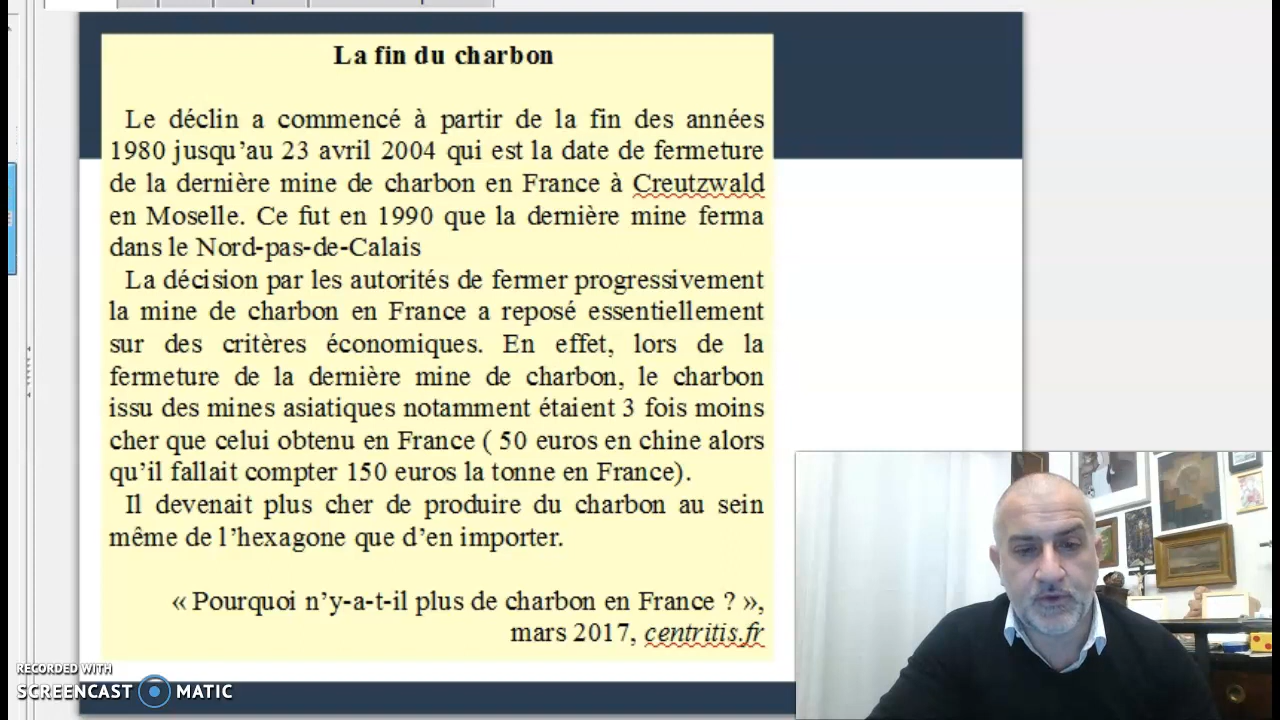 La fin du charbon
Le déclin a commencé à partir de la fin des années
1980 jusqu'au 23 avril 2004 qui est la date de fermeture
de la dernière mine de charbon en France à Creutzwald
en Moselle. Ce fut en 1990 que la dernière mine ferma
dans le Nord-pas-de-Calais
La décision par les autorités de fermer progressivement
la mine de charbon en France a reposé essentiellement
sur des critères économiques. En effet, lors de la
fermeture de la dernière mine de charbon, le charbon
issu des mines asiatiques notamment étaient 3 fois moins
cher que celui obtenu en France ( 50 euros en chine alors
qu'il fallait compter 150 euros la tonne en France).
Il devenait plus cher de produire du charbon au sein
même de l'hexagone que d'en importer.
« Pourquoi n'y-a-t-il plus de charbon en France ? »,
mars 2017, centritis.fr
RECORDED WITH
SCREENCAST MATIC